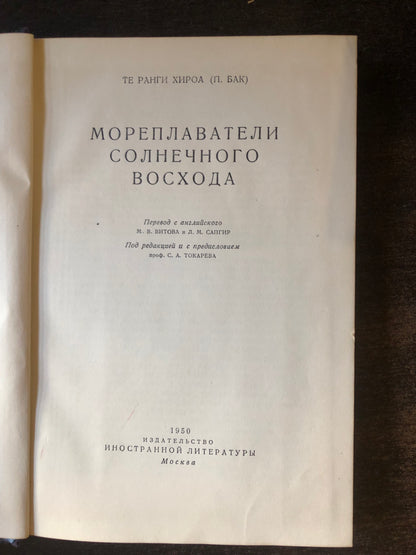 ТЕ РАНГИ ХИРОА (П. БАК)
МОРЕПЛАВАТЕЛИ
СОЛНЕЧНОГО
ВОСХОДА
Перевод с английского
М. В. ВИТОВА и Л. М. САНГИР
Под редакцией и с предисловием
проф. С. А. ТОКАРЕВА
1950
ИЗДАТЕЛЬСТВО
ИНОСТРАННОЙ ЛИТЕРАТУРЫ
Москва